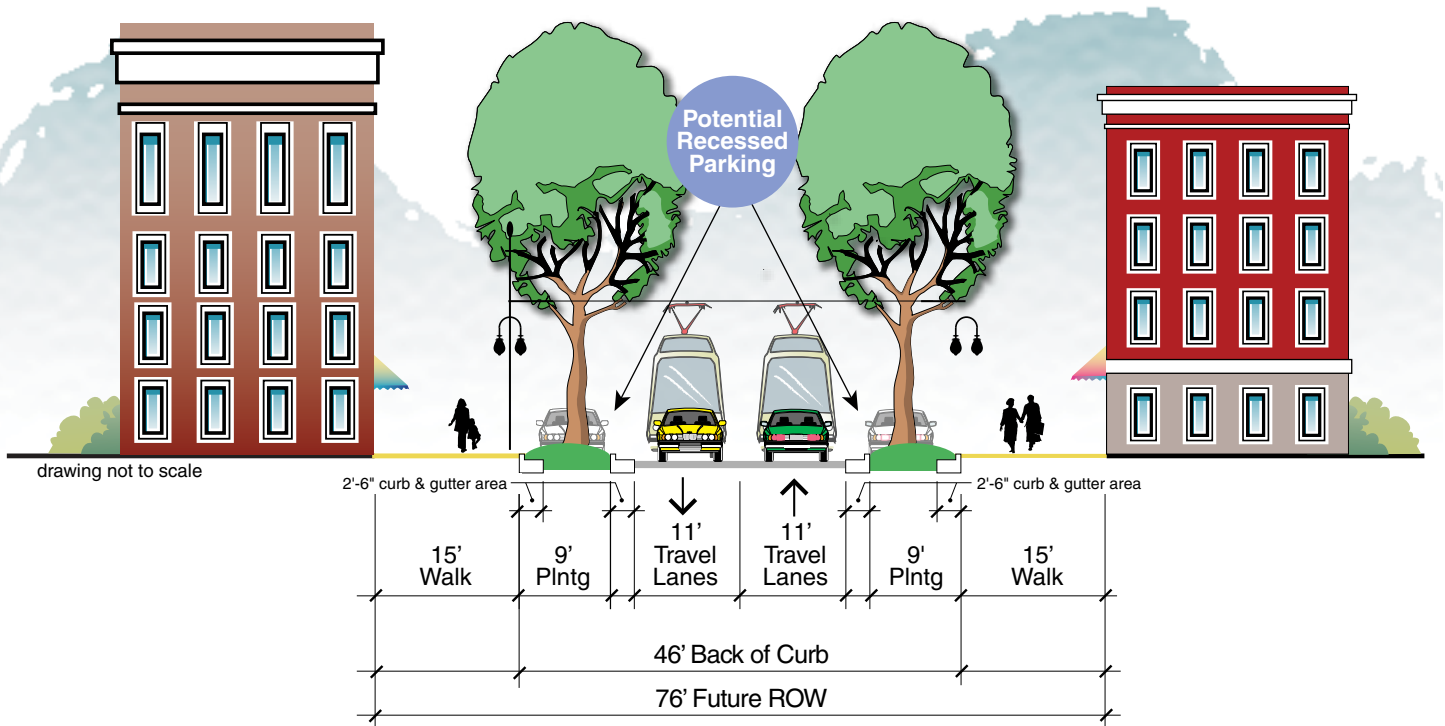 Potential
Recessed
Parking
drawing not to scale
2'-6" curb & gutter area
2'-6" curb & gutter area
15’
Walk
9’
Plntg
11’
Travel
Lanes
11’
Travel
Lanes
9'
Plntg
15’
Walk
46’ Back of Curb
76’ Future ROW